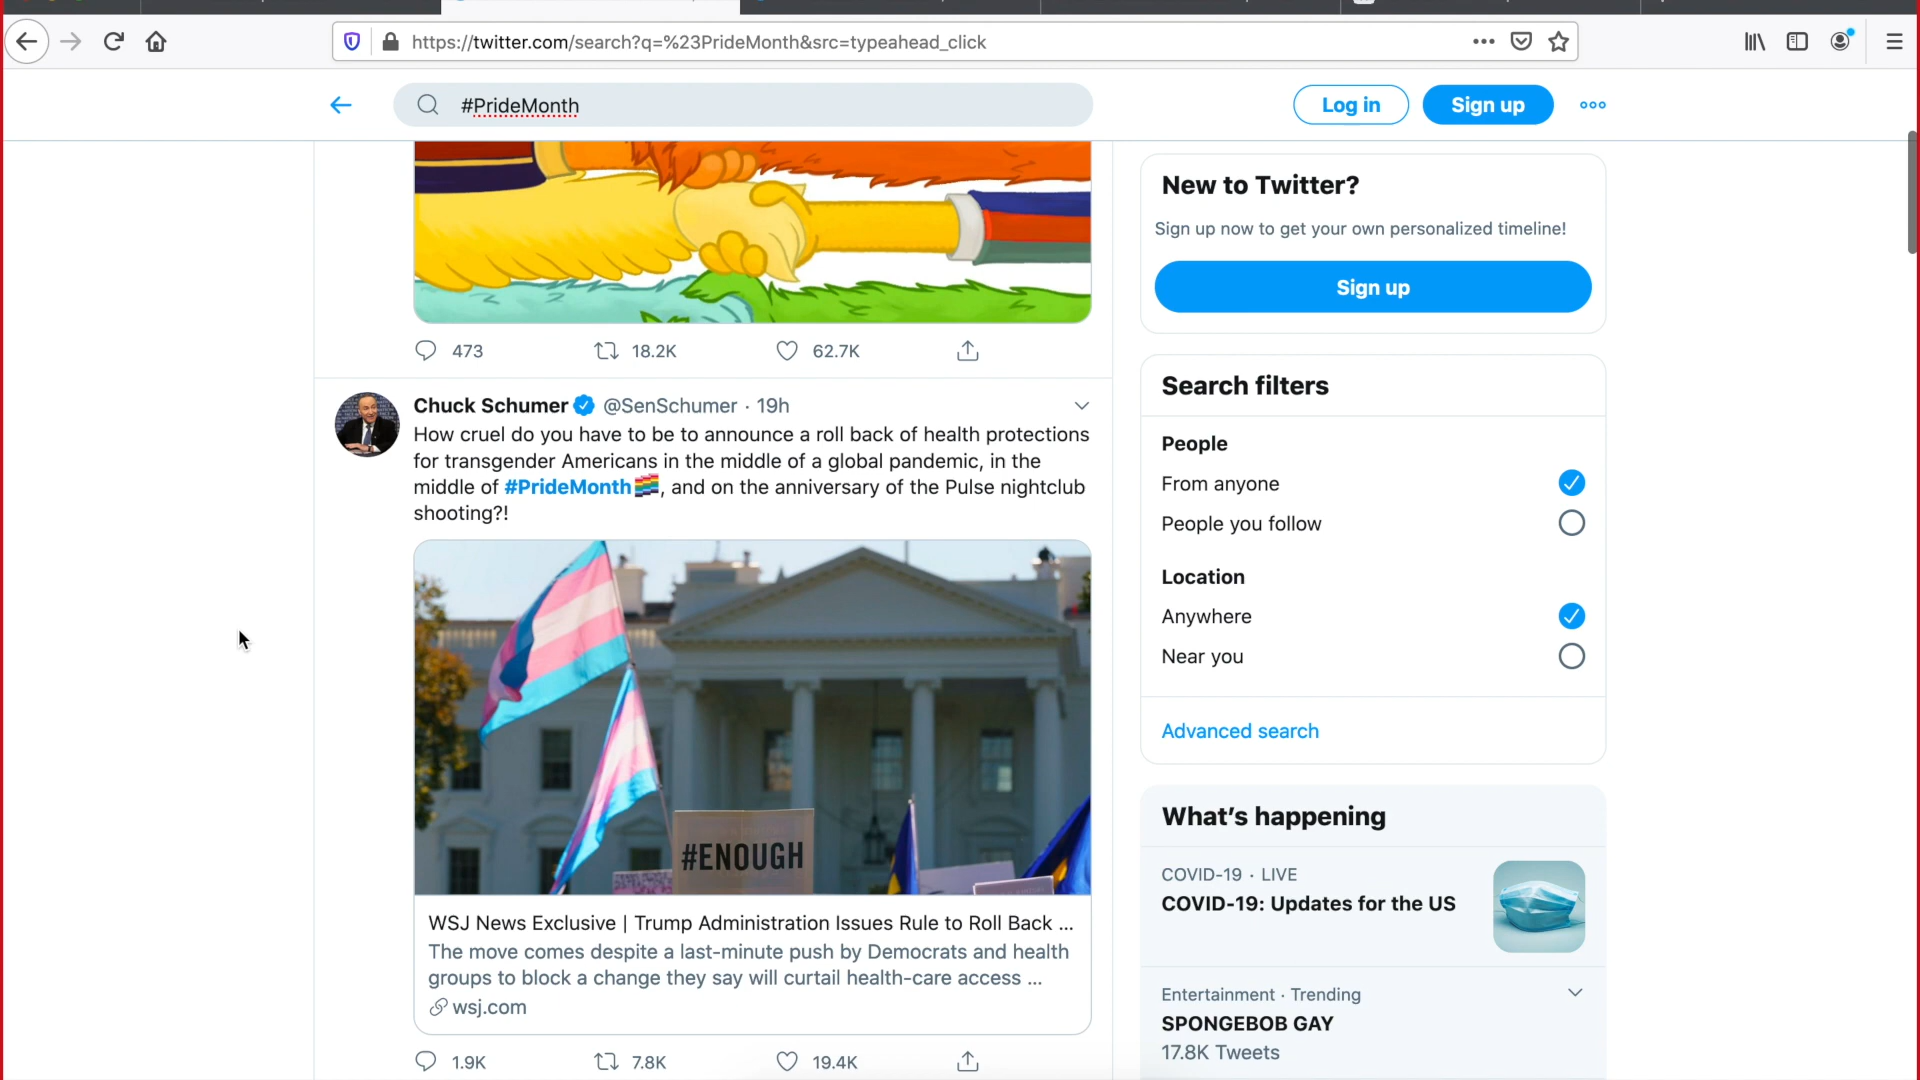 https://twitter.com/search?q=%23PrideMonth&src=typeahead_click
#PrideMonth
Log in
Sign up
473
18.2K
62.7K
Chuck Schumer @SenSchumer · 19h
How cruel do you have to be to announce a roll back of health protections
for transgender Americans in the middle of a global pandemic, in the
middle of #PrideMonth, and on the anniversary of the Pulse nightclub
shooting?!
#ENOUGH
WSJ News Exclusive | Trump Administration Issues Rule to Roll Back ...
The move comes despite a last-minute push by Democrats and health
groups to block a change they say will curtail health-care access ...
wsj.com
1.9K
7.8K
19.4K
New to Twitter?
Sign up now to get your own personalized timeline!
Sign up
Search filters
People
From anyone
People you follow
Location
Anywhere
Near you
Advanced search
What's happening
COVID-19 · LIVE
COVID-19: Updates for the US
Entertainment · Trending
SPONGEBOB GAY
17.8K Tweets